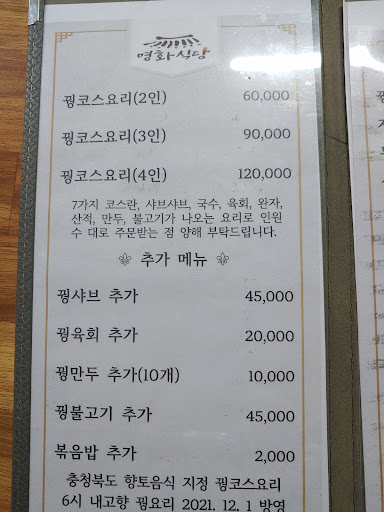 명화식당
꿩코스요리(2인) 60,000
꿩코스요리(3인) 90,000
꿩코스요리(4인) 120,000
7가지 코스란, 샤브샤브, 국수, 육회, 완자,
산적, 만두, 불고기가 나오는 요리로 인원
수 대로 주문받는 점 양해 부탁드립니다.
추가 메뉴
꿩샤브 추가 45,000
꿩육회 추가 20,000
꿩만두 추가(10개) 10,000
꿩불고기 추가 45,000
볶음밥 추가 2,000
충청북도 향토음식 지정 꿩코스요리
6시 내고향 꿩요리 2021. 12. 1 방영